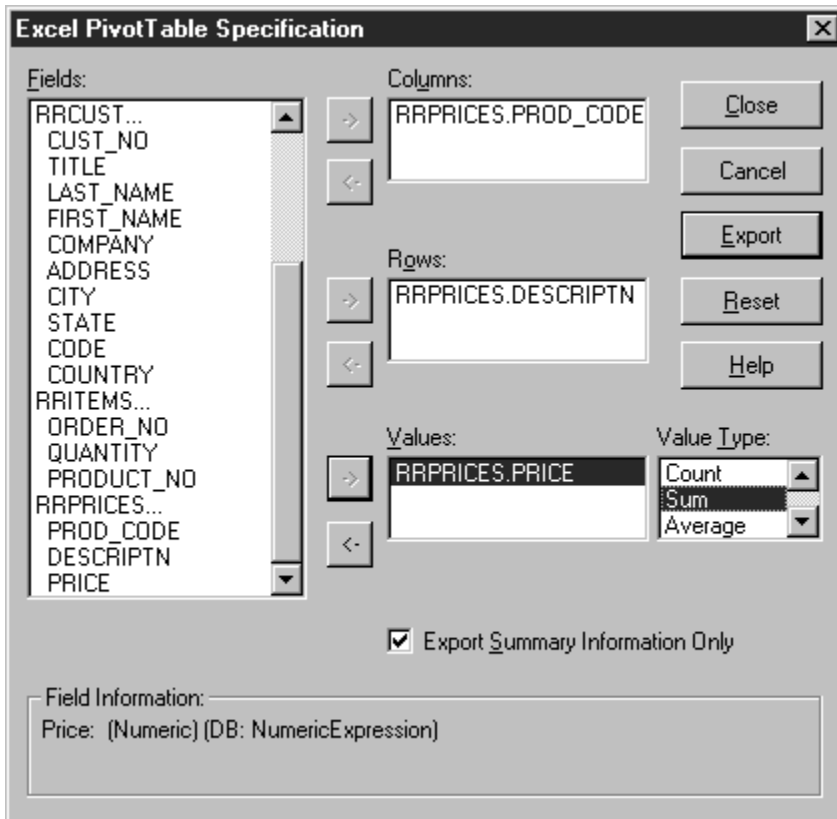 Excel PivotTable Specification
Fields:
RRCUST...
CUST_NO
TITLE
LAST_NAME
FIRST_NAME
COMPANY
ADDRESS
CITY
STATE
CODE
COUNTRY
RRITEMS...
ORDER_NO
QUANTITY
PRODUCT_NO
RRPRICES...
PROD_CODE
DESCRIPTN
PRICE
->
<-
Columns:
RRPRICES.PROD_CODE
->
<-
Rows:
RRPRICES.DESCRIPTN
->
<-
Values:
RRPRICES.PRICE
Value Type:
Count
Sum
Average
Close
Cancel
Export
Reset
Help
Export Summary Information Only
Field Information:
Price: (Numeric) (DB: NumericExpression)